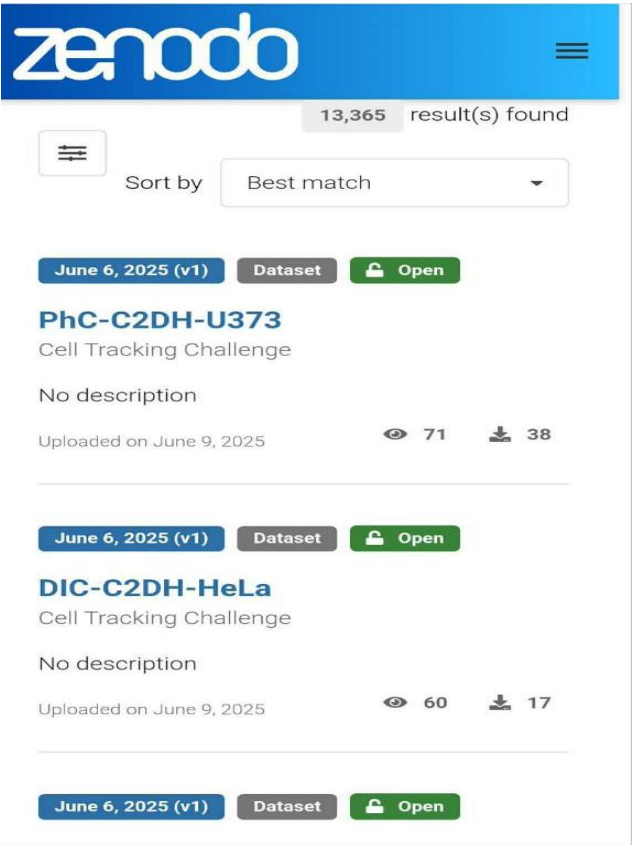 zenodo
13,365 result(s) found
Sort by Best match
June 6, 2025 (v1) Dataset Open
PhC-C2DH-U373
Cell Tracking Challenge
No description
Uploaded on June 9, 2025 71 38
June 6, 2025 (v1) Dataset Open
DIC-C2DH-HeLa
Cell Tracking Challenge
No description
Uploaded on June 9, 2025 60 17
June 6, 2025 (v1) Dataset Open